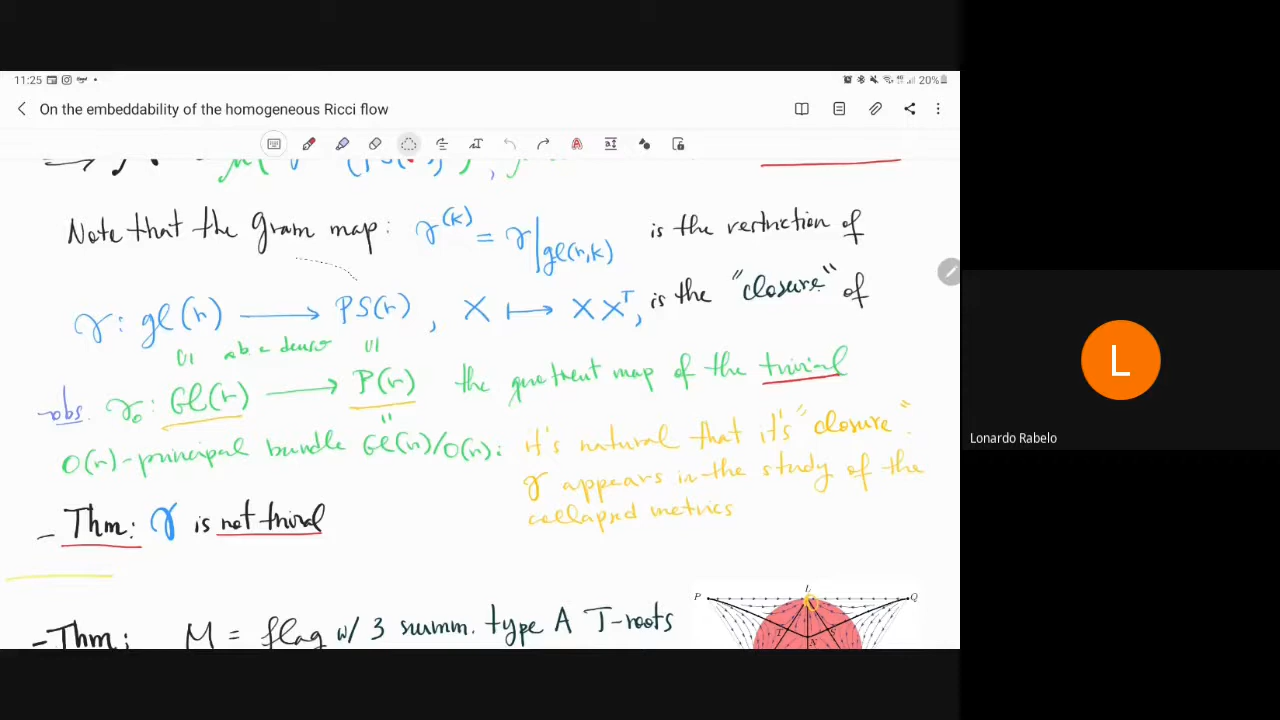 11:25
20%
On the embeddability of the homogeneous Ricci flow
Note that the Gram map: γ^(k) = γ|gl(n,k) is the restriction of
γ: gl(n) → PS(n), X ↦ XXᵀ, is the "closure" of
∪| ab e denso ∪|
obs. γ₀: Gl(n) → P(n) the quotient map of the trivial
O(n)-principal bundle Gl(n)/O(n): it's natural that it's "closure"
γ appears in the study of the
collapsed metrics
- Thm: γ is not trivial
- Thm: M = flag w/ 3 summ. type A T-roots
P L Q
T S
X
L
Lonardo Rabelo